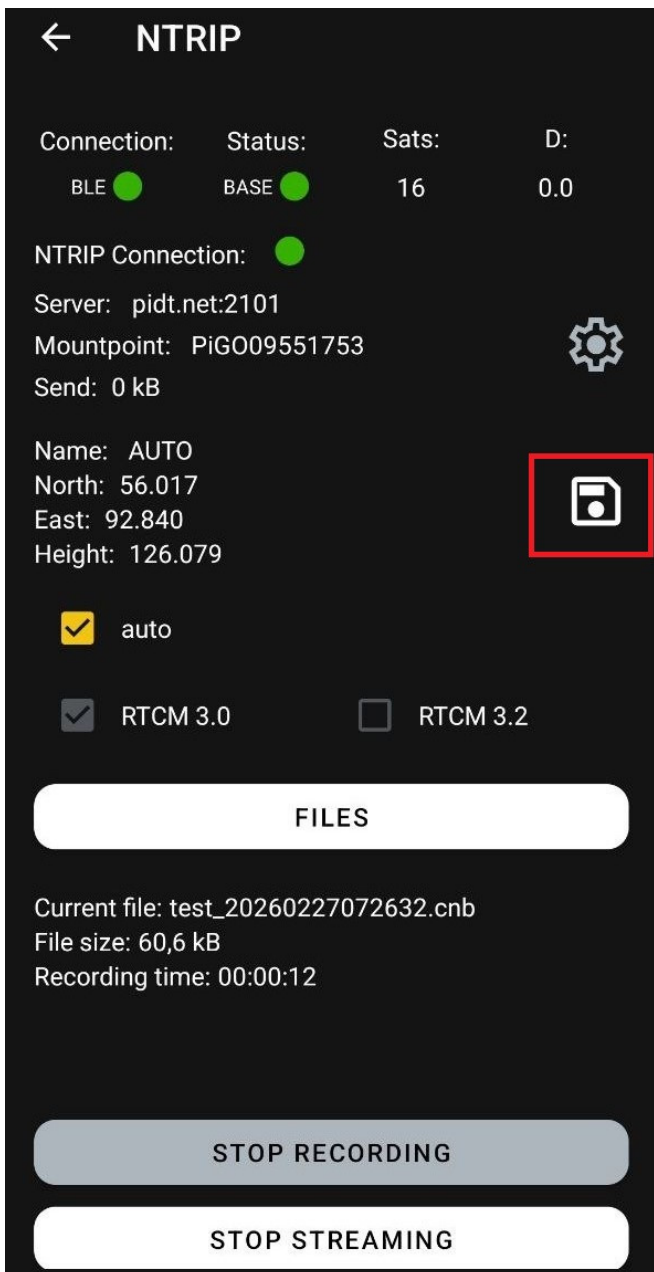 NTRIP
Connection: Status: Sats: D:
BLE BASE 16 0.0
NTRIP Connection:
Server: pidt.net:2101
Mountpoint: PiGO09551753
Send: 0 kB
Name: AUTO
North: 56.017
East: 92.840
Height: 126.079
auto
RTCM 3.0 RTCM 3.2
FILES
Current file: test_20260227072632.cnb
File size: 60,6 kB
Recording time: 00:00:12
STOP RECORDING
STOP STREAMING